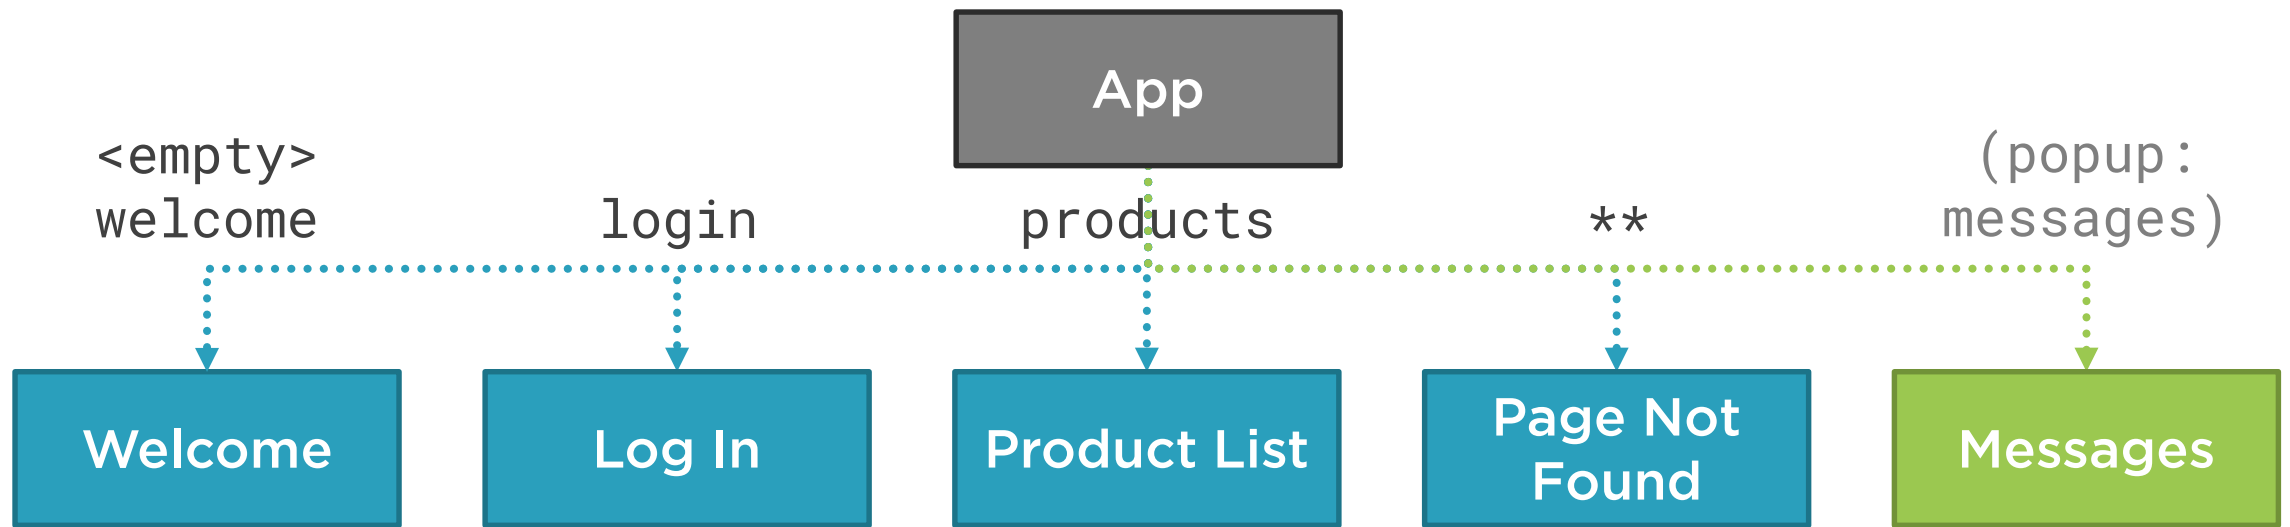 App
<empty>
welcome
login
products
**
(popup:
messages)
Welcome
Log In
Product List
Page Not
Found
Messages